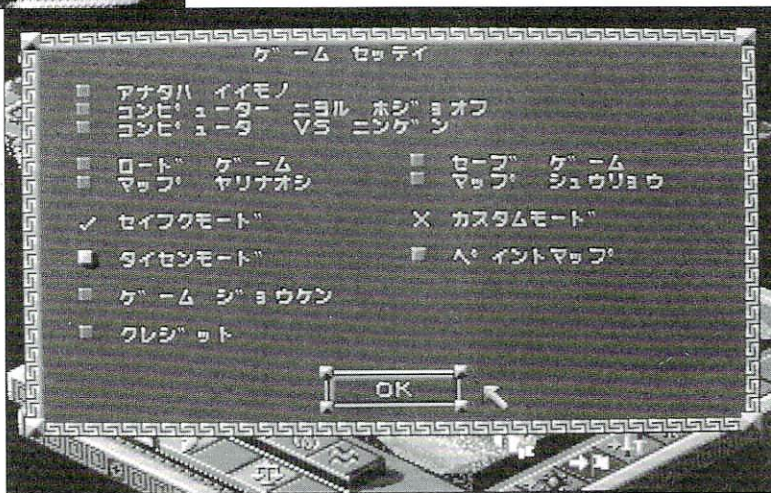 ゲーム セッテイ
アナタハ イイモノ
コンピューター ニヨル ホジョオフ
コンピュータ VS ニンゲン
ロード ゲーム
セーブ ゲーム
マップ ヤリナオシ
マップ シュウリョウ
✓ セイフクモード
× カスタムモード
タイセンモード
ペイントマップ
ゲーム ジョウケン
クレジット
OK